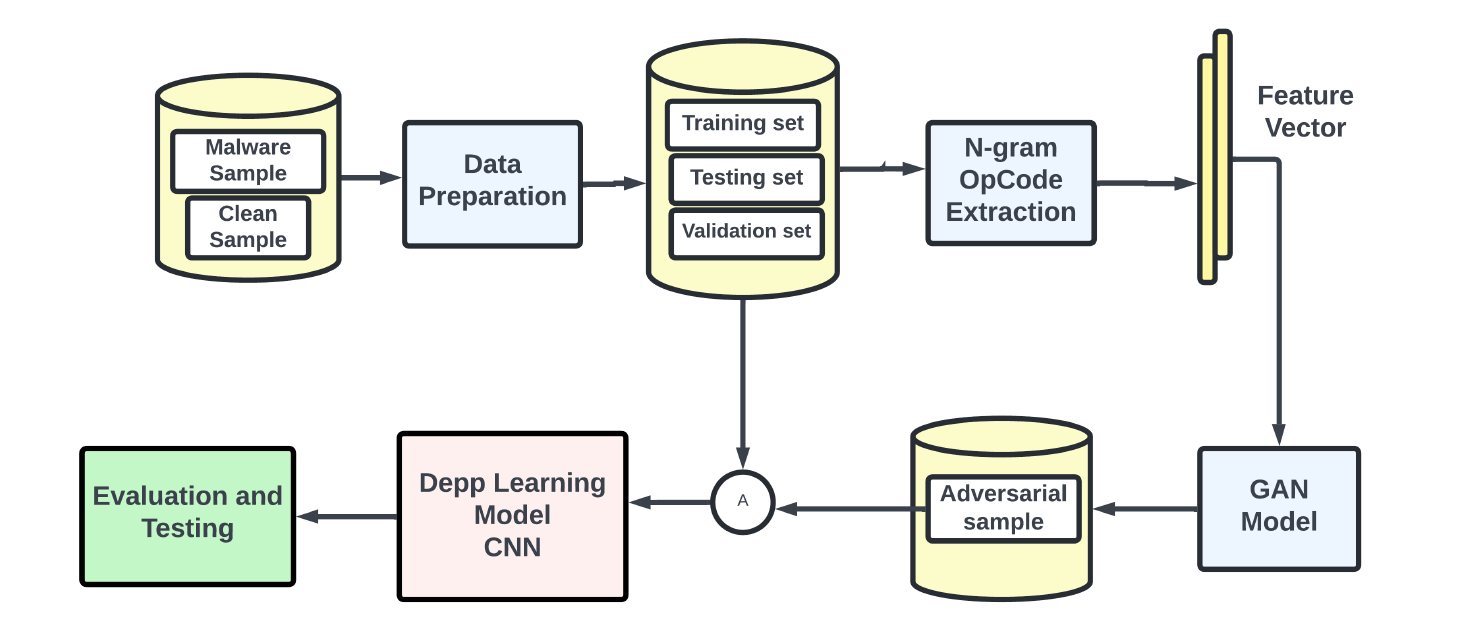 Malware
Sample
Clean
Sample
Data
Preparation
Training set
Testing set
Validation set
N-gram
OpCode
Extraction
Feature
Vector
Evaluation and
Testing
Depp Learning
Model
CNN
A
Adversarial
sample
GAN
Model